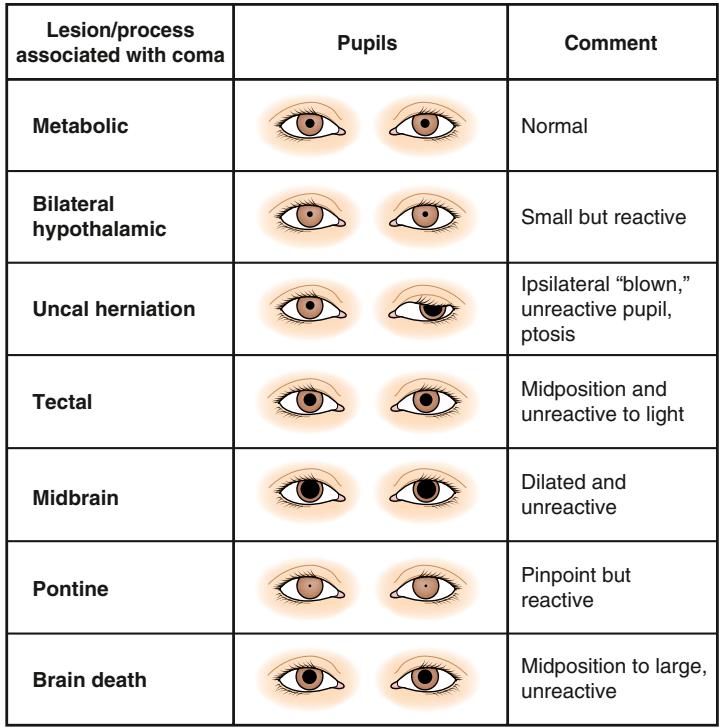 Lesion/process
associated with coma
Pupils
Comment
Metabolic
Normal
Bilateral
hypothalamic
Small but reactive
Uncal herniation
Ipsilateral “blown,”
unreactive pupil,
ptosis
Tectal
Midposition and
unreactive to light
Midbrain
Dilated and
unreactive
Pontine
Pinpoint but
reactive
Brain death
Midposition to large,
unreactive